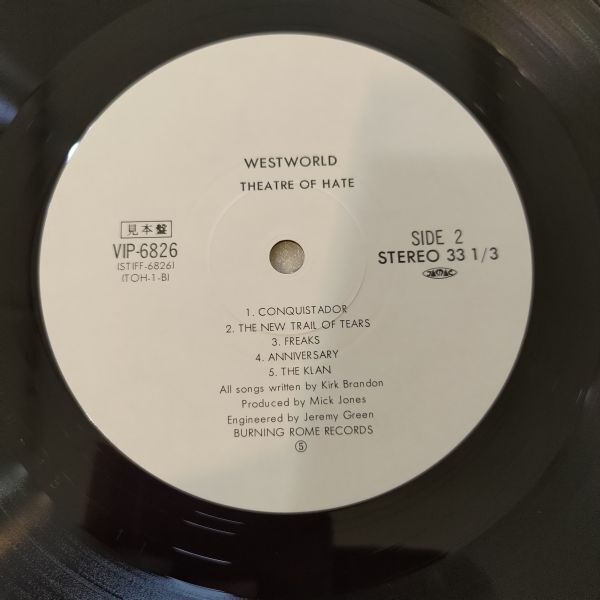 WESTWORLD
THEATRE OF HATE
見本盤
VIP-6826
(STIFF-6826)
(TOH-1-B)
SIDE 2
STEREO 33 1/3
1. CONQUISTADOR
2. THE NEW TRAIL OF TEARS
3. FREAKS
4. ANNIVERSARY
5. THE KLAN
All songs written by Kirk Brandon
Produced by Mick Jones
Engineered by Jeremy Green
BURNING ROME RECORDS
⑤